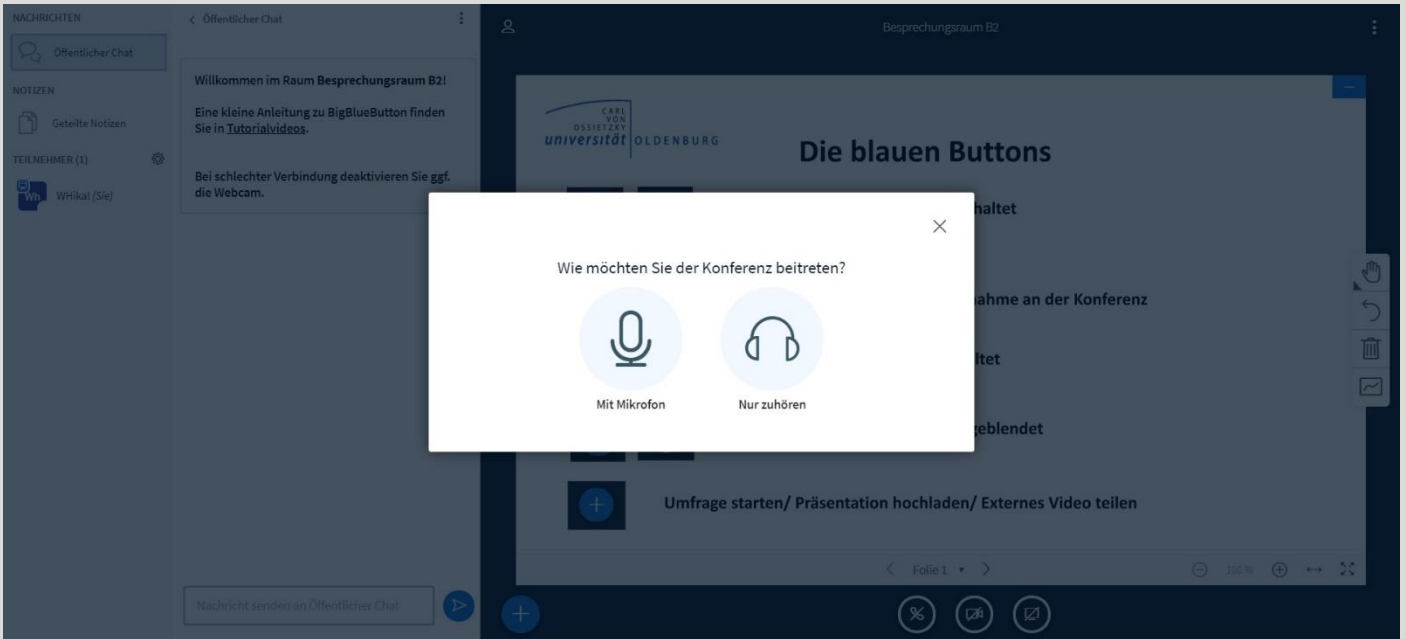 NACHRICHTEN
Öffentlicher Chat
NOTIZEN
Geteilte Notizen
TEILNEHMER (1)
Wh
WHikal (Sie)
Öffentlicher Chat
Willkommen im Raum Besprechungsraum B2!
Eine kleine Anleitung zu BigBlueButton finden
Sie in Tutorialvideos.
Bei schlechter Verbindung deaktivieren Sie ggf.
die Webcam.
Nachricht senden an Öffentlicher Chat
Besprechungsraum B2
CARL
VON
OSSIETZKY
universität OLDENBURG
Die blauen Buttons
haltet
ahme an der Konferenz
ltet
geblendet
Umfrage starten/ Präsentation hochladen/ Externes Video teilen
Folie 1
100 %
Wie möchten Sie der Konferenz beitreten?
Mit Mikrofon
Nur zuhören